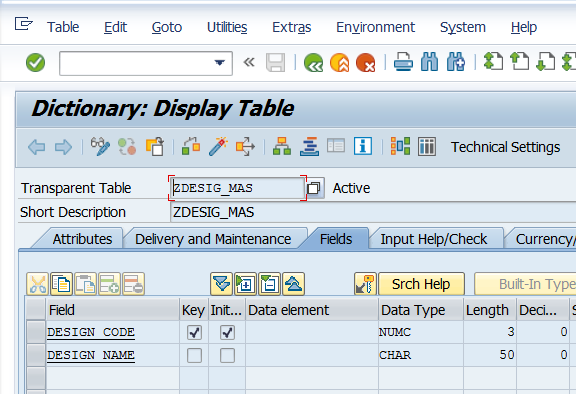 Table Edit Goto Utilities Extras Environment System Help
Dictionary: Display Table
Technical Settings
Transparent Table ZDESIG_MAS Active
Short Description ZDESIG_MAS
Attributes Delivery and Maintenance Fields Input Help/Check Currency/
Srch Help Built-In Type
Field Key Init... Data element Data Type Length Deci... S
DESIGN_CODE NUMC 3 0
DESIGN_NAME CHAR 50 0